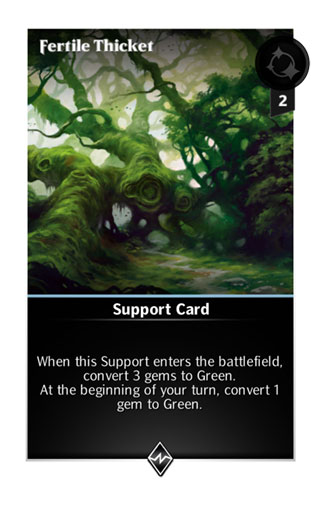 Fertile Thicket
2
Support Card
When this Support enters the battlefield,
convert 3 gems to Green.
At the beginning of your turn, convert 1
gem to Green.